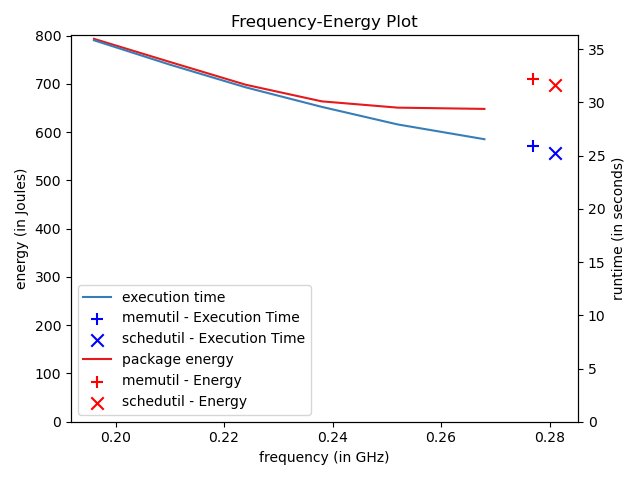 Frequency-Energy Plot
800
700
600
500
400
300
200
100
0
energy (in Joules)
35
30
25
20
15
10
5
0
runtime (in seconds)
execution time
memutil - Execution Time
schedutil - Execution Time
package energy
memutil - Energy
schedutil - Energy
0.20 0.22 0.24 0.26 0.28
frequency (in GHz)